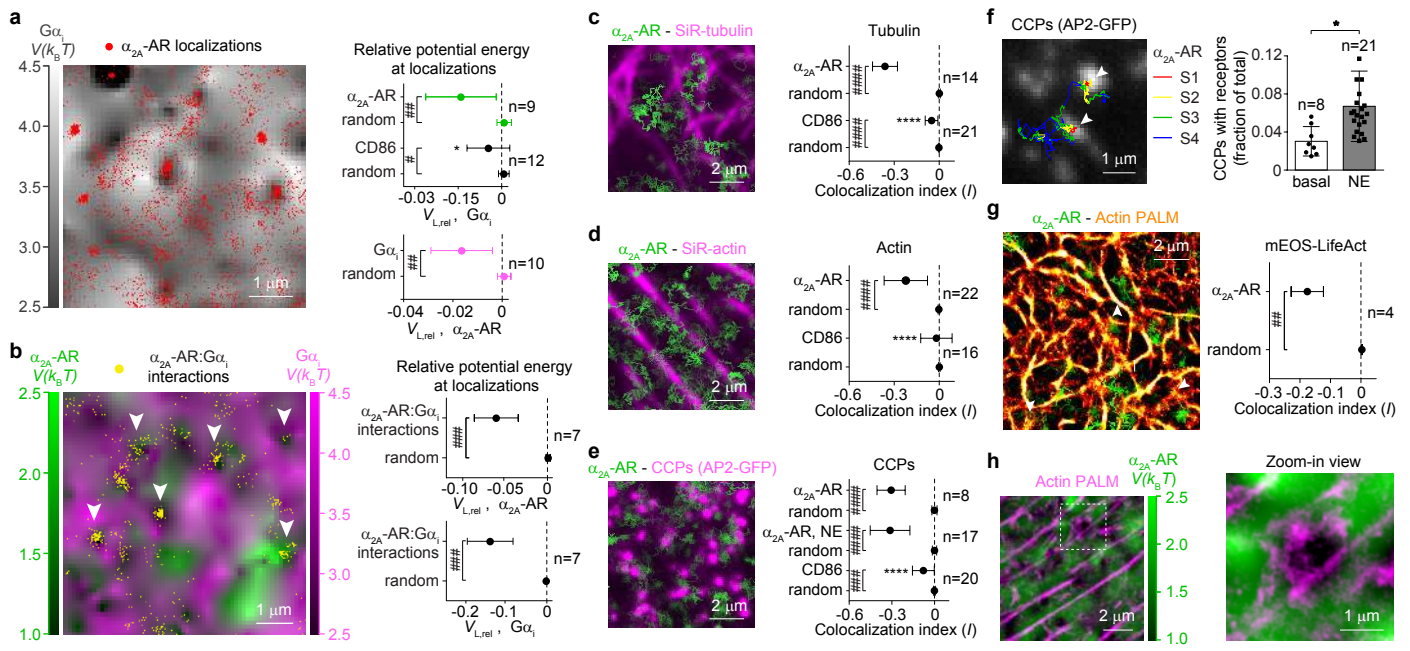 a
Gαi
V(kBT)
α2A-AR localizations
4.5
4.0
3.5
3.0
2.5
1 μm
Relative potential energy
at localizations
α2A-AR
##
n=9
random
CD86
*
#
n=12
random
-0.03 -0.15 0
VL,rel , Gαi
Gαi
##
n=10
random
-0.04 -0.02 0
VL,rel , α2A-AR
b
α2A-AR
V(kBT)
α2A-AR:Gαi
interactions
Gαi
V(kBT)
2.5
2.0
1.5
1.0
4.5
4.0
3.5
3.0
2.5
1 μm
Relative potential energy
at localizations
α2A-AR:Gαi
interactions
####
n=7
random
-0.10 -0.05 0
VL,rel , α2A-AR
α2A-AR:Gαi
interactions
####
n=7
random
-0.2 -0.1 0
VL,rel , Gαi
c
α2A-AR - SiR-tubulin
2 μm
Tubulin
α2A-AR
####
n=14
random
CD86
****
####
n=21
random
-0.6 -0.3 0
Colocalization index (I)
d
α2A-AR - SiR-actin
2 μm
Actin
α2A-AR
####
n=22
random
CD86
****
n=16
random
-0.6 -0.3 0
Colocalization index (I)
e
α2A-AR - CCPs (AP2-GFP)
2 μm
CCPs
α2A-AR
####
n=8
random
α2A-AR, NE
####
n=17
random
CD86
****
####
n=20
random
-0.6 -0.3 0
Colocalization index (I)
f
CCPs (AP2-GFP)
α2A-AR
S1
S2
S3
S4
1 μm
CCPs with receptors
(fraction of total)
0.12
0.08
0.04
0
*
n=8
n=21
basal NE
g
α2A-AR - Actin PALM
2 μm
mEOS-LifeAct
α2A-AR
##
n=4
random
-0.3 -0.2 -0.1 0
Colocalization index (I)
h
Actin PALM
α2A-AR
V(kBT)
2.5
2.0
1.5
1.0
2 μm
Zoom-in view
1 μm